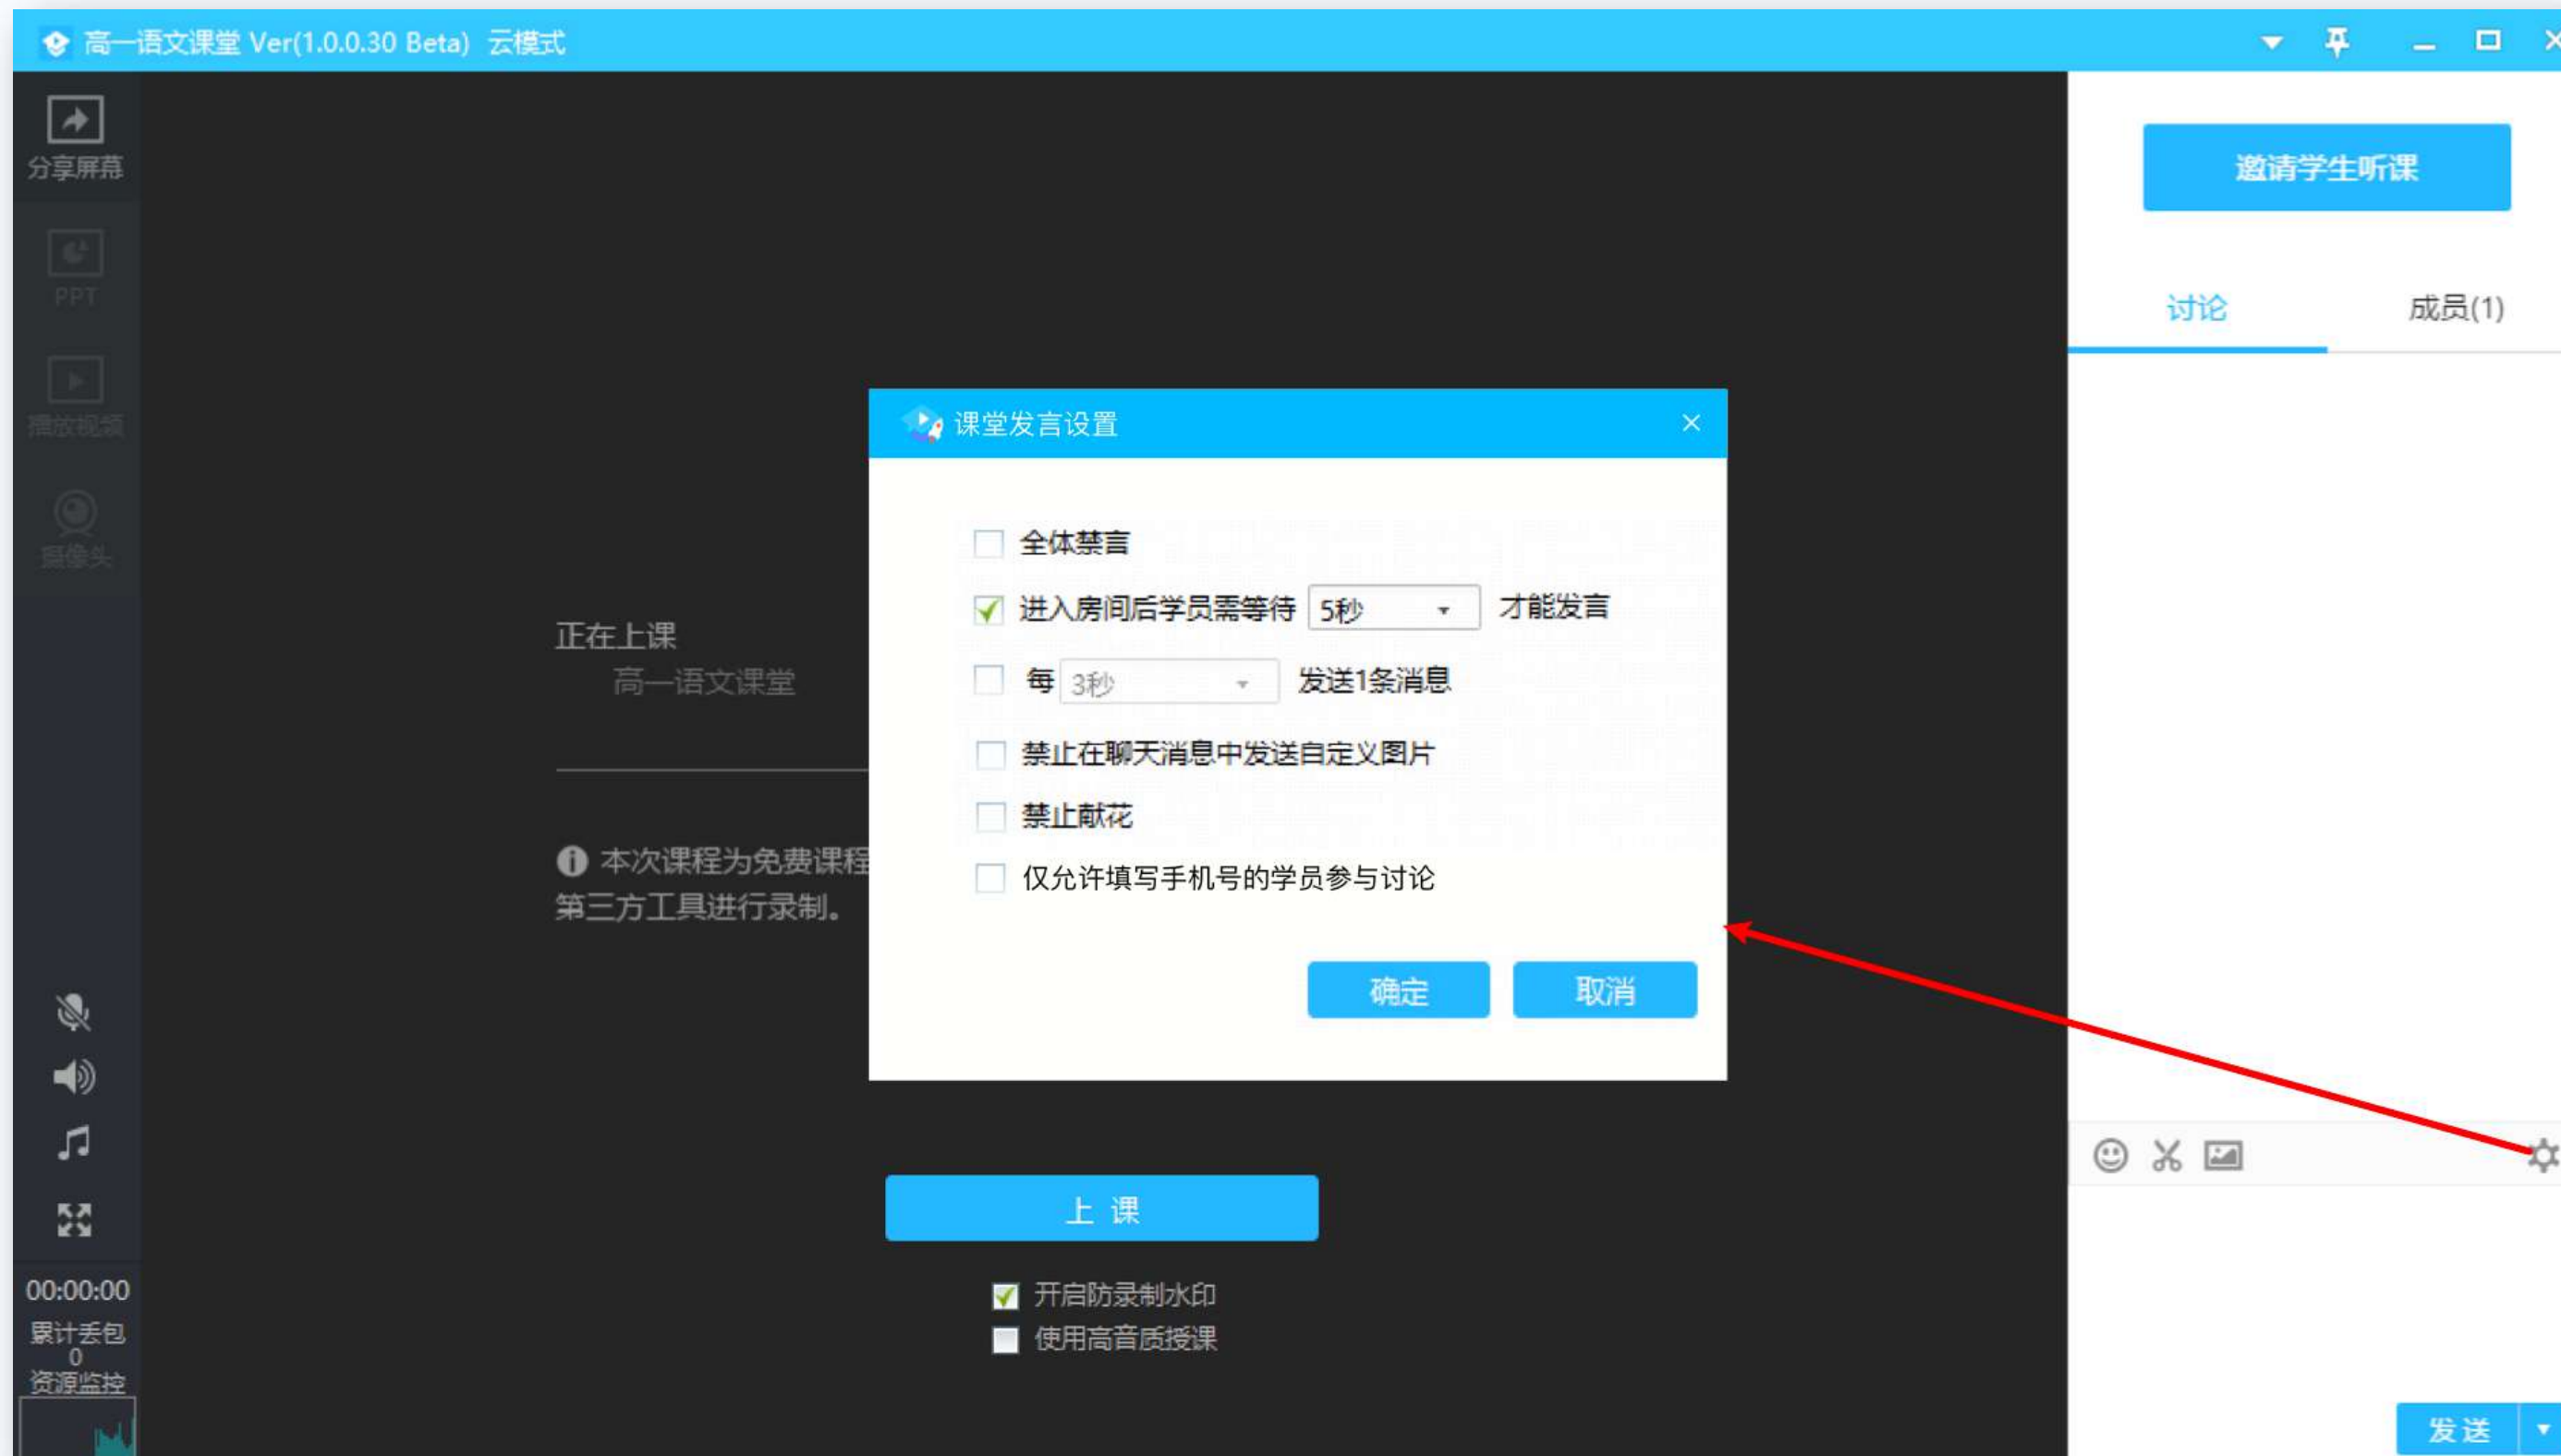 高一语文课堂 Ver(1.0.0.30 Beta) 云模式
分享屏幕
PPT
播放视频
摄像头
00:00:00
累计丢包
0
资源监控
正在上课
高一语文课堂
本次课程为免费课程
第三方工具进行录制。
课堂发言设置
全体禁言
进入房间后学员需等待 5秒 才能发言
每 3秒 发送1条消息
禁止在聊天消息中发送自定义图片
禁止献花
仅允许填写手机号的学员参与讨论
确定 取消
上 课
开启防录制水印
使用高音质授课
邀请学生听课
讨论 成员(1)
发送